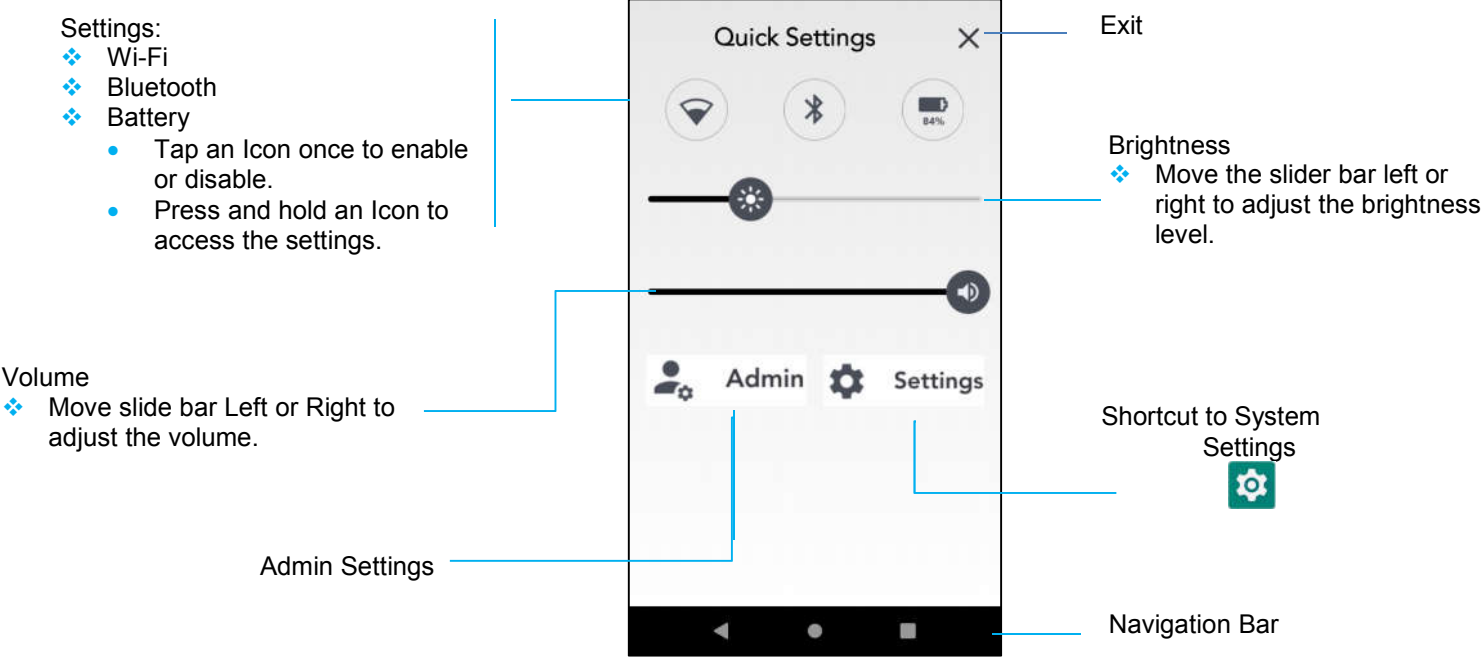 Settings:
Wi-Fi
Bluetooth
Battery
Tap an Icon once to enable
or disable.
Press and hold an Icon to
access the settings.
Volume
Move slide bar Left or Right to
adjust the volume.
Admin Settings
Quick Settings
84%
Admin
Settings
Exit
Brightness
Move the slider bar left or
right to adjust the brightness
level.
Shortcut to System
Settings
Navigation Bar